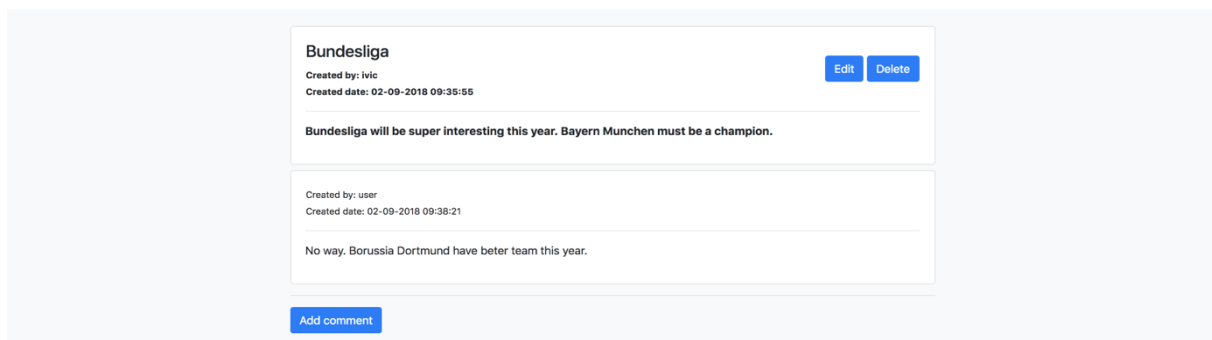 Bundesliga
Edit Delete
Created by: ivic
Created date: 02-09-2018 09:35:55
Bundesliga will be super interesting this year. Bayern Munchen must be a champion.
Created by: user
Created date: 02-09-2018 09:38:21
No way. Borussia Dortmund have beter team this year.
Add comment